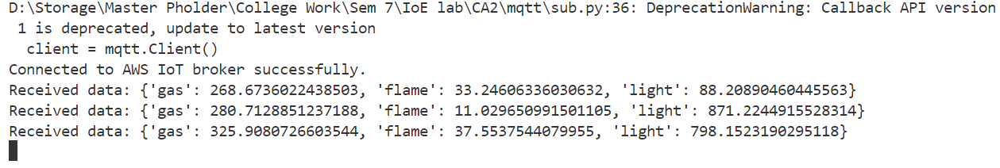 D:\Storage\Master Pholder\College Work\Sem 7\IoE lab\CA2\mqtt\sub.py:36: DeprecationWarning: Callback API version
 1 is deprecated, update to latest version
  client = mqtt.Client()
Connected to AWS IoT broker successfully.
Received data: {'gas': 268.6736022438503, 'flame': 33.24606336030632, 'light': 88.20890460445563}
Received data: {'gas': 280.7128851237188, 'flame': 11.029650991501105, 'light': 871.2244915528314}
Received data: {'gas': 325.9080726603544, 'flame': 37.5537544079955, 'light': 798.1523190295118}